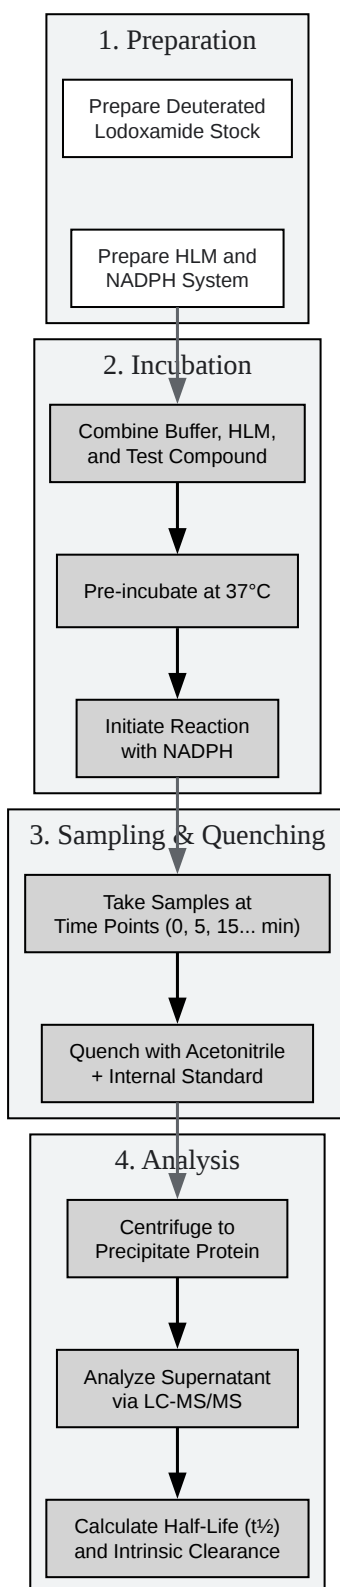 1. Preparation
Prepare Deuterated
Lodoxamide Stock
Prepare HLM and
NADPH System
2. Incubation
Combine Buffer, HLM,
and Test Compound
Pre-incubate at 37°C
Initiate Reaction
with NADPH
3. Sampling & Quenching
Take Samples at
Time Points (0, 5, 15... min)
Quench with Acetonitrile
+ Internal Standard
4. Analysis
Centrifuge to
Precipitate Protein
Analyze Supernatant
via LC-MS/MS
Calculate Half-Life (t½)
and Intrinsic Clearance